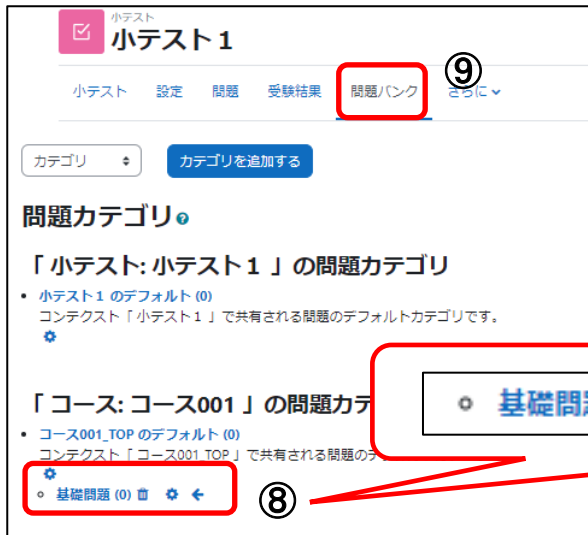 小テスト
小テスト１
小テスト 設定 問題 受験結果 問題バンク さらに
⑨
カテゴリ カテゴリを追加する
問題カテゴリ
「 小テスト: 小テスト１ 」の問題カテゴリ
小テスト１ のデフォルト (0)
コンテクスト「 小テスト１ 」で共有される問題のデフォルトカテゴリです。
「 コース: コース001 」の問題カテ
コース001_TOP のデフォルト (0)
コンテクスト「 コース001_TOP 」で共有される問題のデ
基礎問題 (0)
⑧
基礎問題